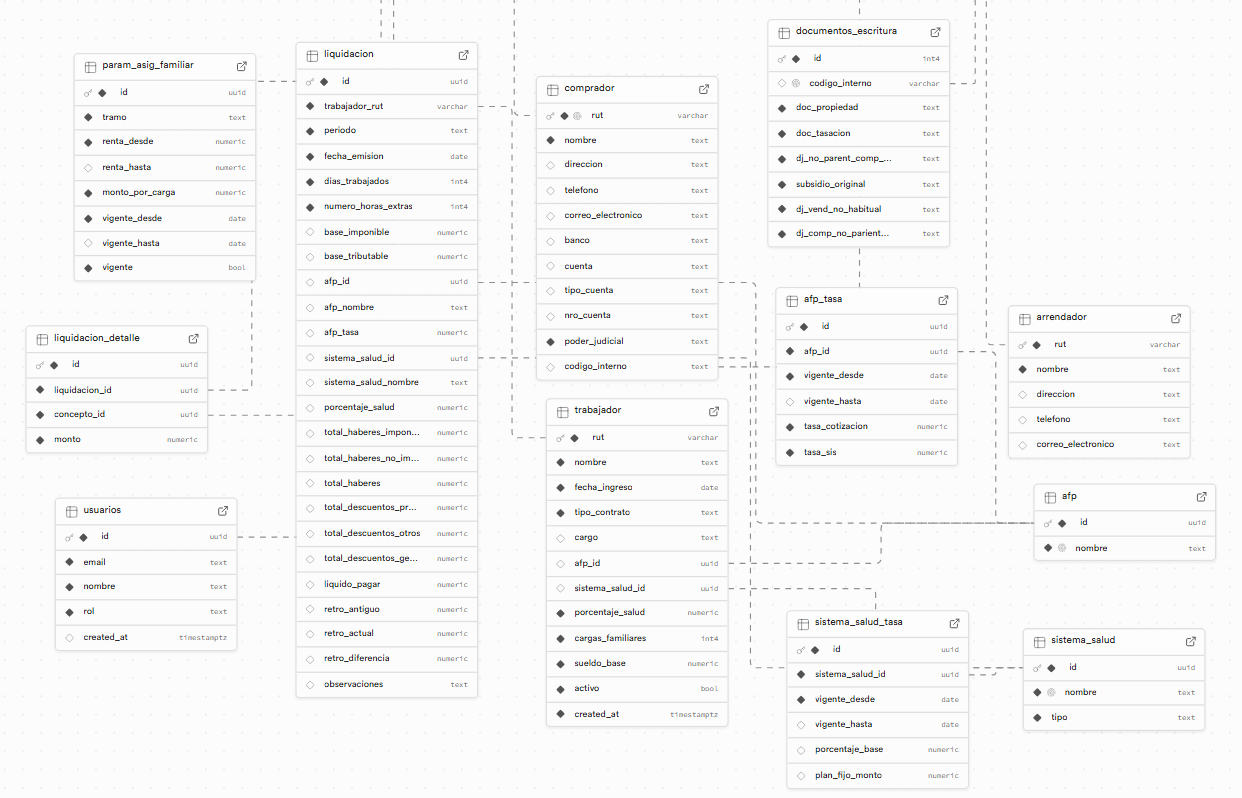 param_asig_familiar
id uuid
tramo text
renta_desde numeric
renta_hasta numeric
monto_por_carga numeric
vigente_desde date
vigente_hasta date
vigente bool
liquidacion_detalle
id uuid
liquidacion_id uuid
concepto_id uuid
monto numeric
usuarios
id uuid
email text
nombre text
rol text
created_at timestamptz
liquidacion
id uuid
trabajador_rut varchar
periodo text
fecha_emision date
dias_trabajados int4
numero_horas_extras int4
base_imponible numeric
base_tributable numeric
afp_id uuid
afp_nombre text
afp_tasa numeric
sistema_salud_id uuid
sistema_salud_nombre text
porcentaje_salud numeric
total_haberes_impon... numeric
total_haberes_no_im... numeric
total_haberes numeric
total_descuentos_pr... numeric
total_descuentos_otros numeric
total_descuentos_ge... numeric
liquido_pagar numeric
retro_antiguo numeric
retro_actual numeric
retro_diferencia numeric
observaciones text
comprador
rut varchar
nombre text
direccion text
telefono text
correo_electronico text
banco text
cuenta text
tipo_cuenta text
nro_cuenta text
poder_judicial text
codigo_interno text
trabajador
rut varchar
nombre text
fecha_ingreso date
tipo_contrato text
cargo text
afp_id uuid
sistema_salud_id uuid
porcentaje_salud numeric
cargas_familiares int4
sueldo_base numeric
activo bool
created_at timestamptz
documentos_escritura
id int4
codigo_interno varchar
doc_propiedad text
doc_tasacion text
dj_no_parent_comp_... text
subsidio_original text
dj_vend_no_habitual text
dj_comp_no_parient... text
afp_tasa
id uuid
afp_id uuid
vigente_desde date
vigente_hasta date
tasa_cotizacion numeric
tasa_sis numeric
sistema_salud_tasa
id uuid
sistema_salud_id uuid
vigente_desde date
vigente_hasta date
porcentaje_base numeric
plan_fijo_monto numeric
arrendador
rut varchar
nombre text
direccion text
telefono text
correo_electronico text
afp
id uuid
nombre text
sistema_salud
id uuid
nombre text
tipo text